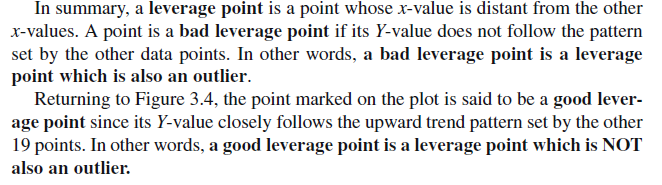 In summary, a leverage point is a point whose x-value is distant from the other
x-values. A point is a bad leverage point if its Y-value does not follow the pattern
set by the other data points. In other words, a bad leverage point is a leverage
point which is also an outlier.
Returning to Figure 3.4, the point marked on the plot is said to be a good lever-
age point since its Y-value closely follows the upward trend pattern set by the other
19 points. In other words, a good leverage point is a leverage point which is NOT
also an outlier.